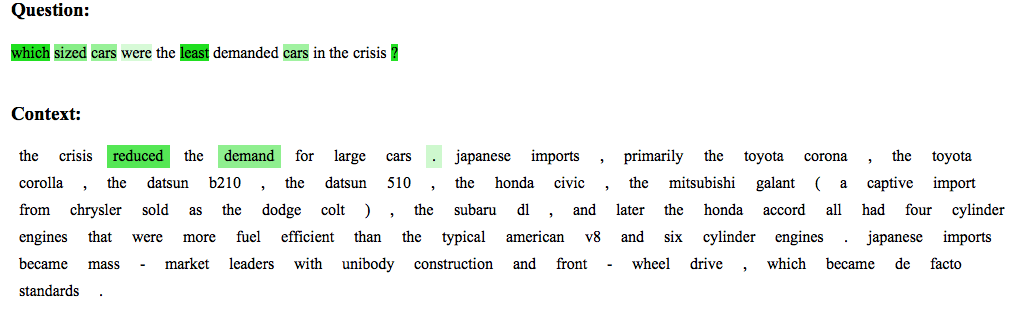 Question:
which sized cars were the least demanded cars in the crisis ?
Context:
the crisis reduced the demand for large cars . japanese imports , primarily the toyota corona , the toyota
corolla , the datsun b210 , the datsun 510 , the honda civic , the mitsubishi galant ( a captive import
from chrysler sold as the dodge colt ) , the subaru dl , and later the honda accord all had four cylinder
engines that were more fuel efficient than the typical american v8 and six cylinder engines . japanese imports
became mass - market leaders with unibody construction and front - wheel drive , which became de facto
standards .